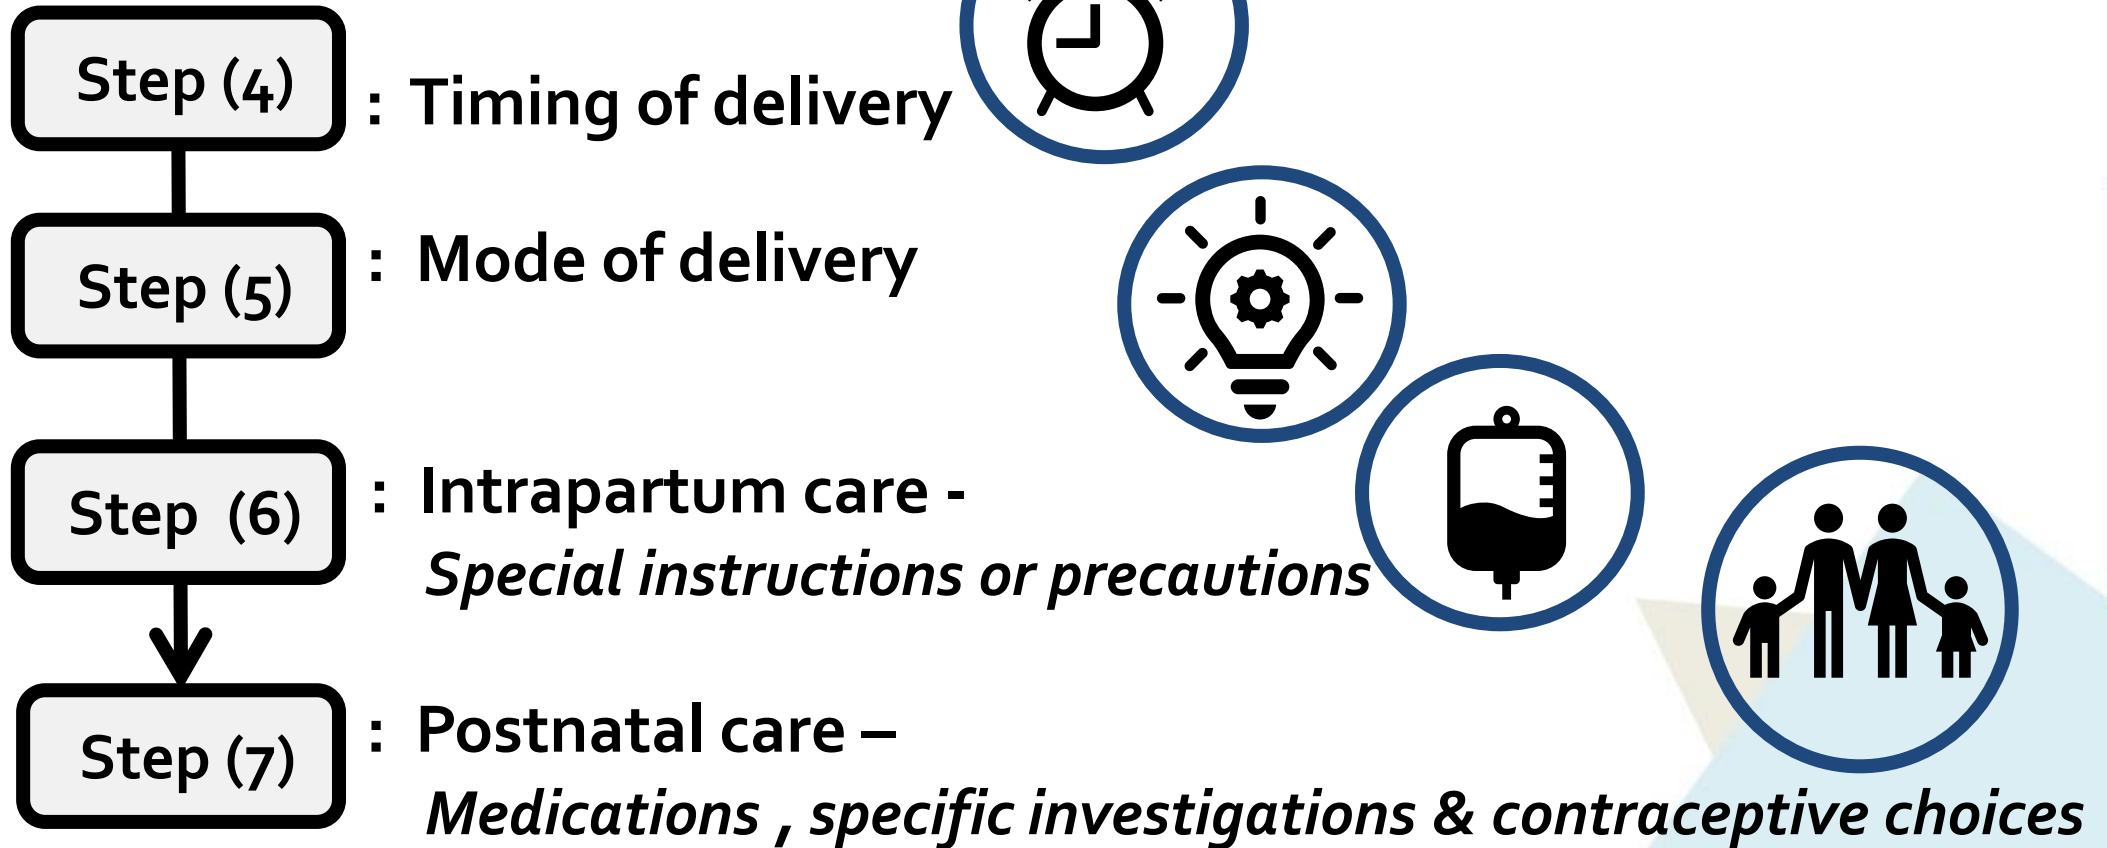 Step (4) : Timing of delivery
Step (5) : Mode of delivery
Step (6) : Intrapartum care -
Special instructions or precautions
Step (7) : Postnatal care –
Medications , specific investigations & contraceptive choices